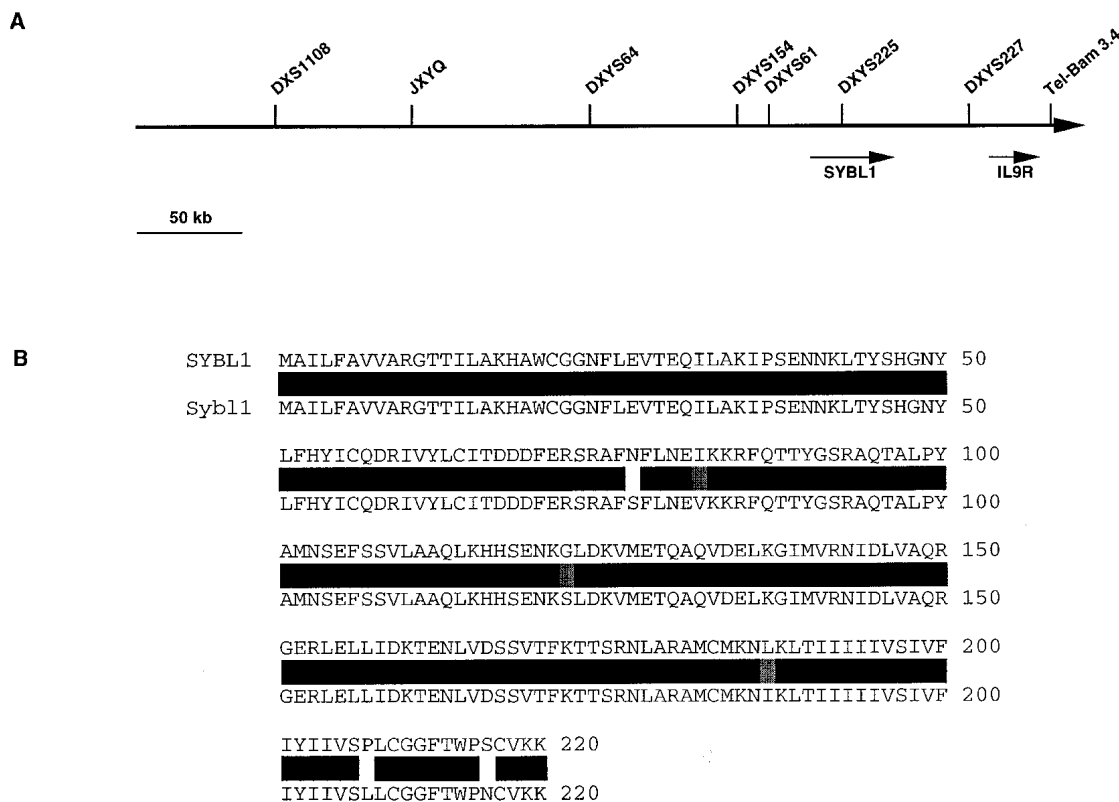 A
DXS1108
JXYQ
DXYS64
DXYS154
DXYS61
DXYS225
DXYS227
Tel-Bam 3.4
SYBL1
IL9R
50 kb
B
SYBL1 MAILFAVVARGTTILAKHAWCGGNFLEVTEQILAKIPSENNKLTYSHGNY 50
Sybl1 MAILFAVVARGTTILAKHAWCGGNFLEVTEQILAKIPSENNKLTYSHGNY 50
LFHYICQDRIVYLCITDDDFERSRAFNFLNEIKKRFQTTYGSRAQTALPY 100
LFHYICQDRIVYLCITDDDFERSRAFSFLNEVKKRFQTTYGSRAQTALPY 100
AMNSEFSSVLAAQLKHHSENKGLDKVMETQAQVDELKGIMVRNIDLVAQR 150
AMNSEFSSVLAAQLKHHSENKSLDKVMETQAQVDELKGIMVRNIDLVAQR 150
GERLELLIDKTENLVDSSVTFKTTSRNLARAMCMKNLKLTIIIIIVSIVF 200
GERLELLIDKTENLVDSSVTFKTTSRNLARAMCMKNIKLTIIIIIVSIVF 200
IYIIVSPLCGGFTWPSCVKK 220
IYIIVSLLCGGFTWPNCVKK 220